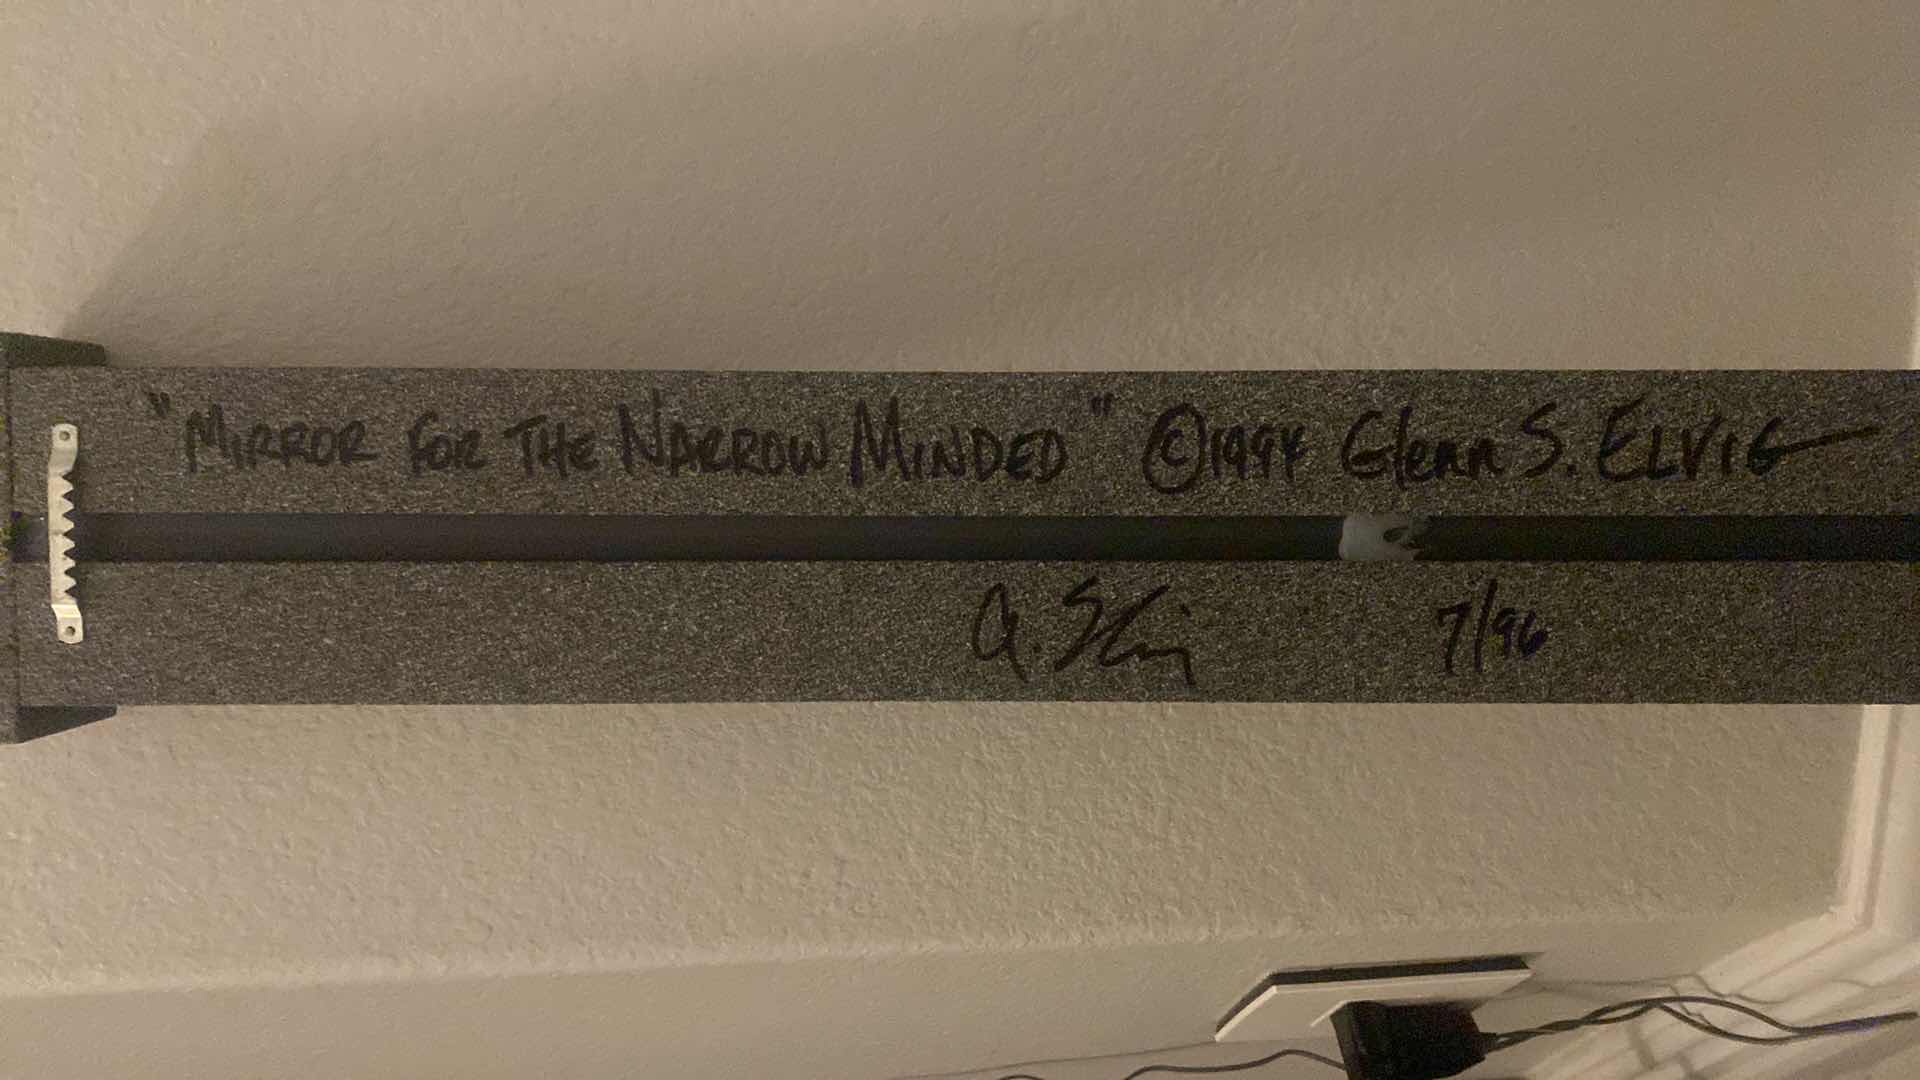 "MIRROR FOR THE NARROW MINDED" ©1994 Glenn S. ELVIG
7/96